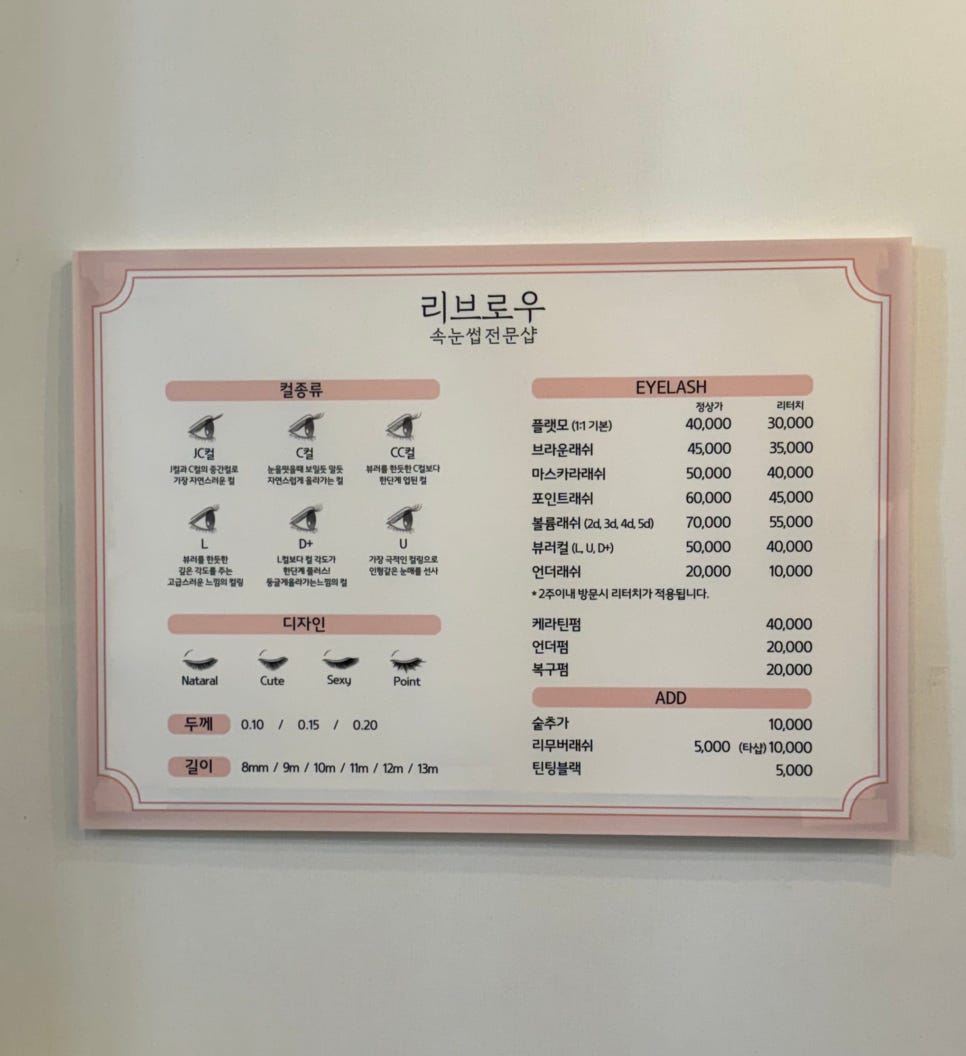 리브로우
속눈썹전문샵
컬종류
JC컬
J컬과 C컬의 중간컬로
가장 자연스러운 컬
C컬
눈을떳을때 보일듯 말듯
자연스럽게 올라가는 컬
CC컬
뷰러를 한듯한 C컬보다
한단계 업된 컬
L
뷰러를 한듯한
깊은 각도를 주는
고급스러운 느낌의 컬링
D+
L컬보다 컬 각도가
한단계 플러스!
둥글게올라가는느낌의 컬
U
가장 극적인 컬링으로
인형같은 눈매를 선사
디자인
Nataral
Cute
Sexy
Point
두께 0.10 / 0.15 / 0.20
길이 8mm / 9m / 10m / 11m / 12m / 13m
EYELASH
정상가 리터치
플랫모 (1:1 기본) 40,000 30,000
브라운래쉬 45,000 35,000
마스카라래쉬 50,000 40,000
포인트래쉬 60,000 45,000
볼륨래쉬 (2d, 3d, 4d, 5d) 70,000 55,000
뷰러컬 (L, U, D+) 50,000 40,000
언더래쉬 20,000 10,000
* 2주이내 방문시 리터치가 적용됩니다.
케라틴펌 40,000
언더펌 20,000
복구펌 20,000
ADD
숱추가 10,000
리무버래쉬 5,000 (타샵) 10,000
틴팅블랙 5,000